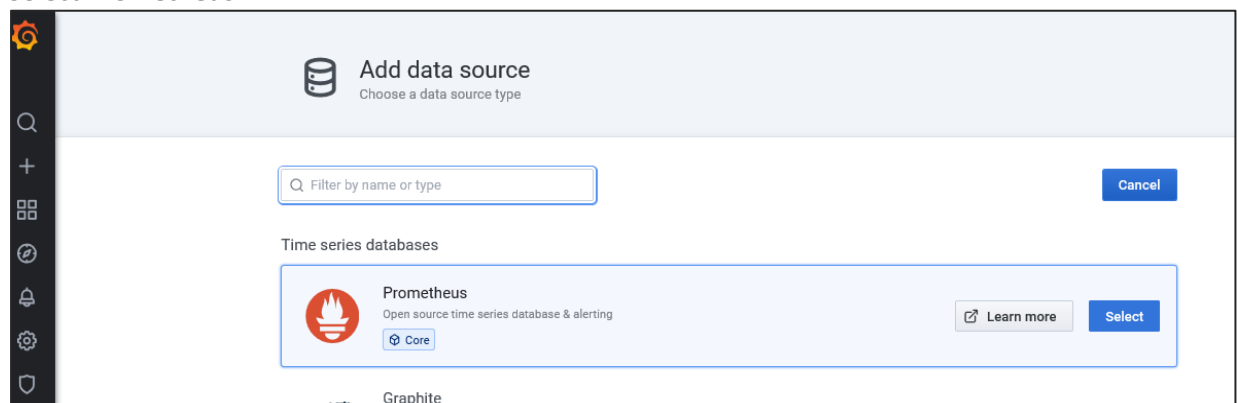 Add data source
Choose a data source type
Filter by name or type
Cancel
Time series databases
Prometheus
Open source time series database & alerting
Learn more
Select
Core
Graphite